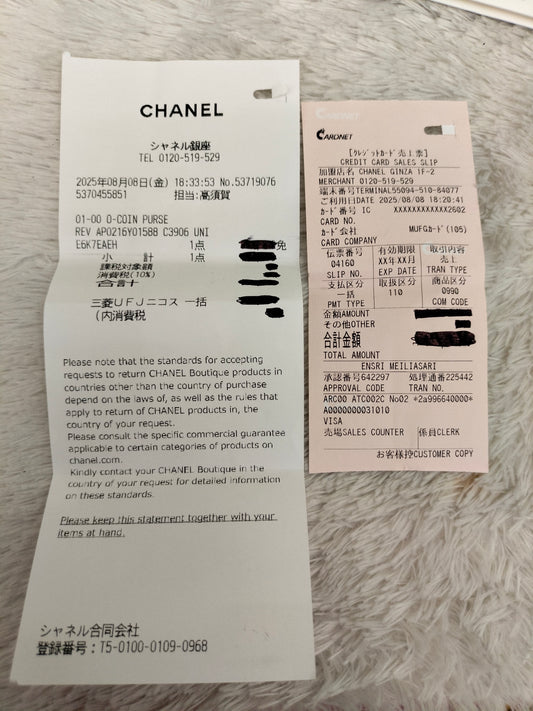 CHANEL
シャネル銀座
TEL 0120-519-529
2025年08月08日(金) 18:33:53 No.53719076
5370455851 担当:高須賀
01-00 O-COIN PURSE
REV AP0216Y01588 C3906 UNI
E6K7EAEH 1点 免
小 計 1点
課税対象額
消費税(10%)
合計
三菱UFJニコス 一括
(内消費税
Please note that the standards for accepting
requests to return CHANEL Boutique products in
countries other than the country of purchase
depend on the laws of, as well as the rules that
apply to return of CHANEL products in, the
country of your request.
Please consult the specific commercial guarantee
applicable to certain categories of products on
chanel.com.
Kindly contact your CHANEL Boutique in the
country of your request for detailed information
on these standards.
Please keep this statement together with your
items at hand.
シャネル合同会社
登録番号:T5-0100-0109-0968
CARDNET
CARDNET
[クレジットカード売上票]
CREDIT CARD SALES SLIP
加盟店名 CHANEL GINZA 1F-2
MERCHANT 0120-519-529
端末番号TERMINAL55094-510-84077
ご利用日DATE 2025/08/08 18:20:41
カード番号 IC XXXXXXXXXXXX2602
CARD NO.
カード会社 MUFGカード(105)
CARD COMPANY
伝票番号 有効期限 取引内容
04160 XX年XX月 売上
SLIP NO. EXP DATE TRAN TYPE
支払区分 取扱区分 商品区分
一括 110 0990
PMT TYPE COM CODE
金額AMOUNT
その他OTHER
合計金額
TOTAL AMOUNT
ENSRI MEILIASARI
承認番号642297 処理通番225442
APPROVAL CODE TRAN NO.
ARC00 ATC002C No02 *2a996640000*
A0000000031010
VISA
売場SALES COUNTER 係員CLERK
お客様控CUSTOMER COPY